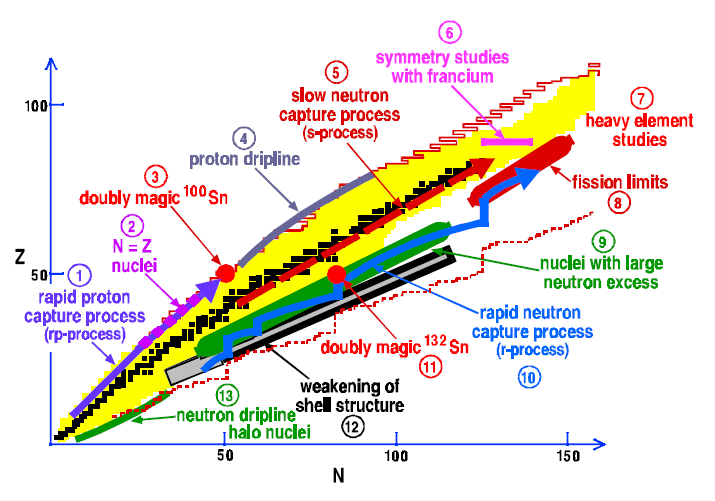 6
symmetry studies
with francium
5
slow neutron
capture process
(s-process)
7
heavy element
studies
100
4
proton dripline
3
doubly magic ¹⁰⁰Sn
fission limits
8
2
N = Z
nuclei
Z
50
1
rapid proton
capture process
(rp-process)
9
nuclei with large
neutron excess
rapid neutron
capture process
(r-process)
10
doubly magic ¹³²Sn
11
weakening of
shell structure
12
13
neutron dripline
halo nuclei
50
100
150
N